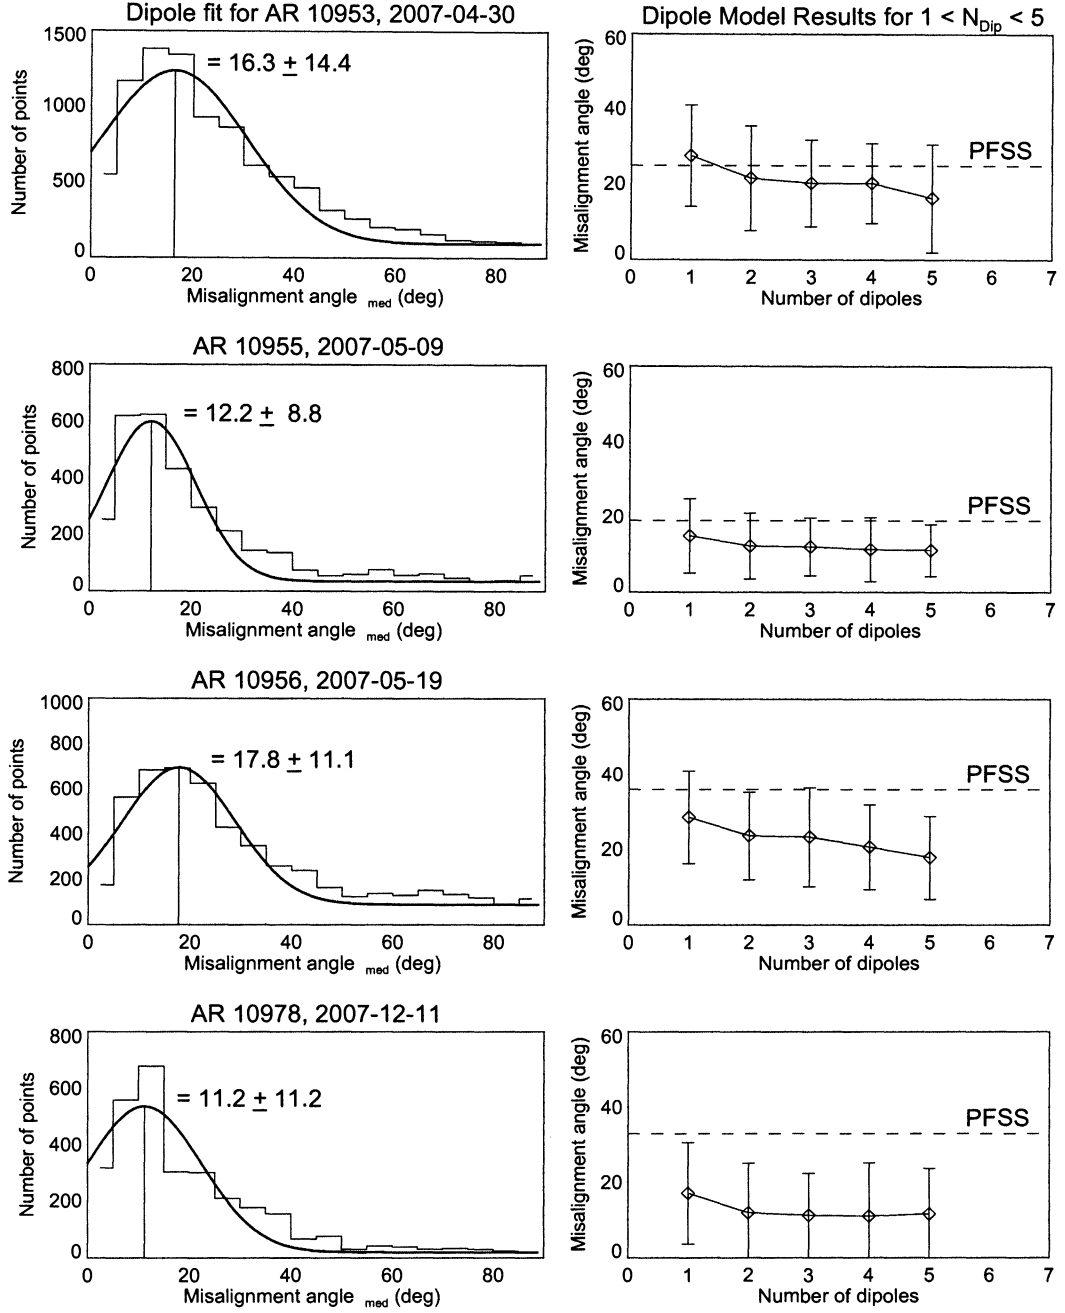 Dipole fit for AR 10953, 2007-04-30
Number of points
1500
1000
500
0
= 16.3 ± 14.4
0 20 40 60 80
Misalignment angle med (deg)
Dipole Model Results for 1 < NDip < 5
Misalignment angle (deg)
60
40
20
0
PFSS
0 1 2 3 4 5 6 7
Number of dipoles
AR 10955, 2007-05-09
Number of points
800
600
400
200
0
= 12.2 ± 8.8
0 20 40 60 80
Misalignment angle med (deg)
Misalignment angle (deg)
60
40
20
0
PFSS
0 1 2 3 4 5 6 7
Number of dipoles
AR 10956, 2007-05-19
Number of points
1000
800
600
400
200
0
= 17.8 ± 11.1
0 20 40 60 80
Misalignment angle med (deg)
Misalignment angle (deg)
60
40
20
0
PFSS
0 1 2 3 4 5 6 7
Number of dipoles
AR 10978, 2007-12-11
Number of points
800
600
400
200
0
= 11.2 ± 11.2
0 20 40 60 80
Misalignment angle med (deg)
Misalignment angle (deg)
60
40
20
0
PFSS
0 1 2 3 4 5 6 7
Number of dipoles